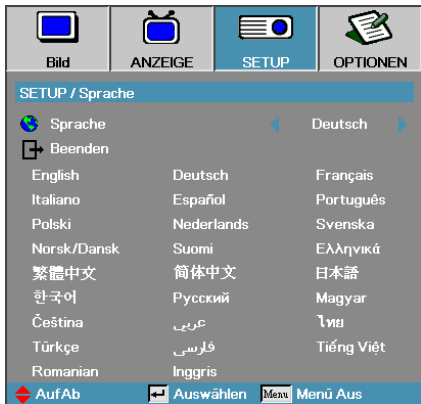 Bild ANZEIGE SETUP OPTIONEN
SETUP / Sprache
Sprache Deutsch
Beenden
English Deutsch Français
Italiano Español Português
Polski Nederlands Svenska
Norsk/Dansk Suomi Ελληνικά
繁體中文 简体中文 日本語
한국어 Русский Magyar
Čeština عربي ไทย
Türkçe فارسی Tiếng Việt
Romanian Inggris
AufAb Auswählen Menu Menü Aus